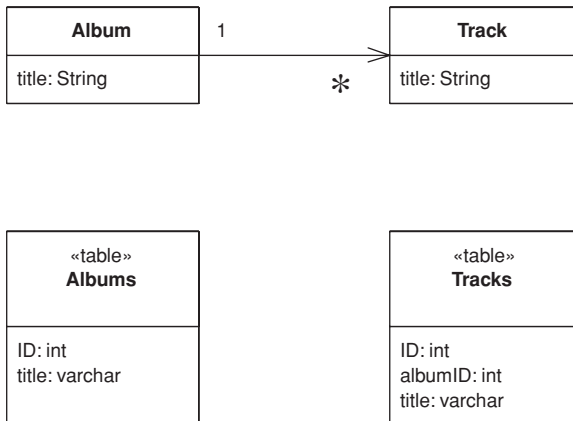 Album
title: String
1
*
Track
title: String
«table»
Albums
ID: int
title: varchar
«table»
Tracks
ID: int
albumID: int
title: varchar